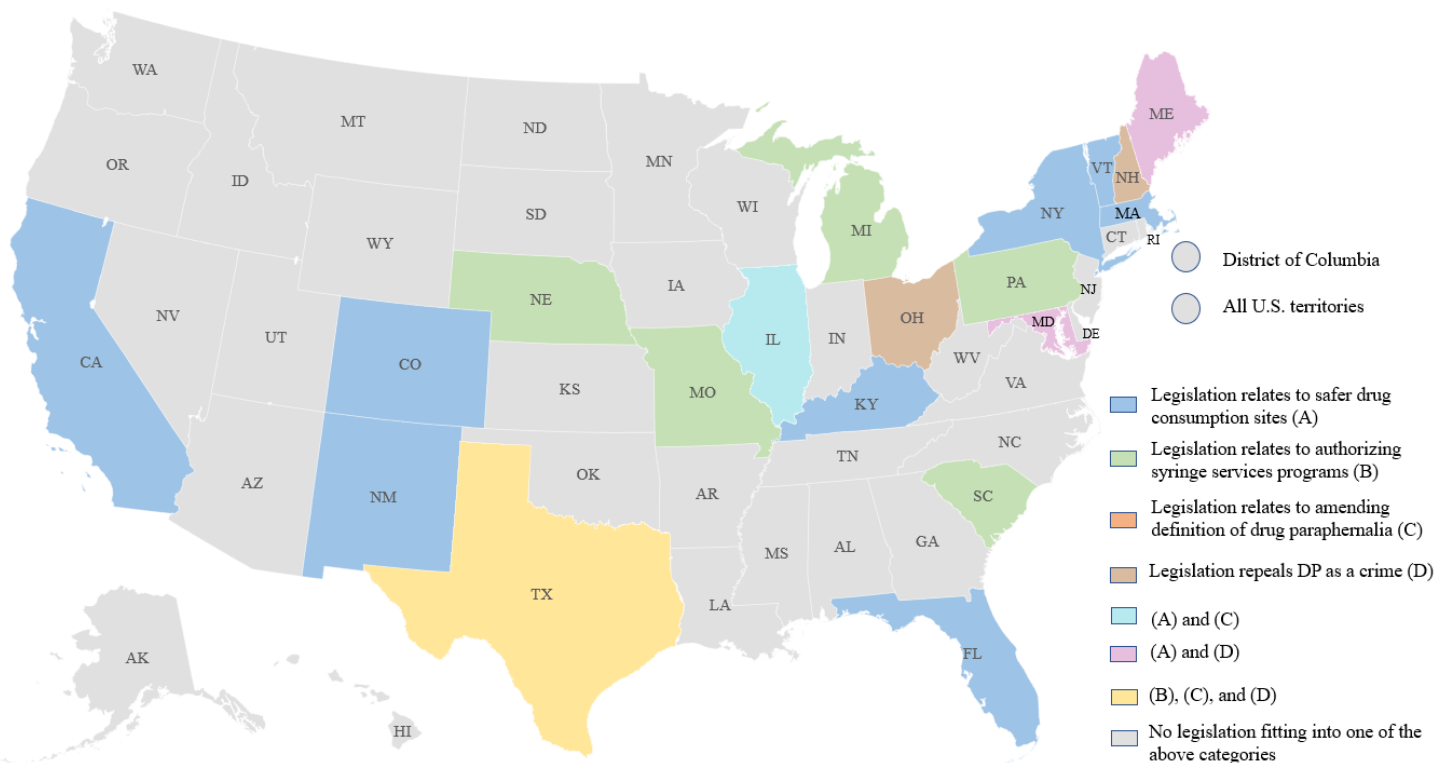 WA
MT
ND
MN
ME
OR
ID
SD
WI
VT
NH
WY
MI
NY
MA
CT
RI
District of Columbia
IA
NE
PA
NJ
All U.S. territories
NV
UT
IL
IN
OH
MD
DE
CA
CO
WV
VA
KS
MO
KY
Legislation relates to safer drug
consumption sites (A)
NC
TN
Legislation relates to authorizing
syringe services programs (B)
AZ
NM
OK
AR
SC
Legislation relates to amending
definition of drug paraphernalia (C)
MS
AL
GA
Legislation repeals DP as a crime (D)
TX
LA
(A) and (C)
AK
FL
(A) and (D)
(B), (C), and (D)
HI
No legislation fitting into one of the
above categories